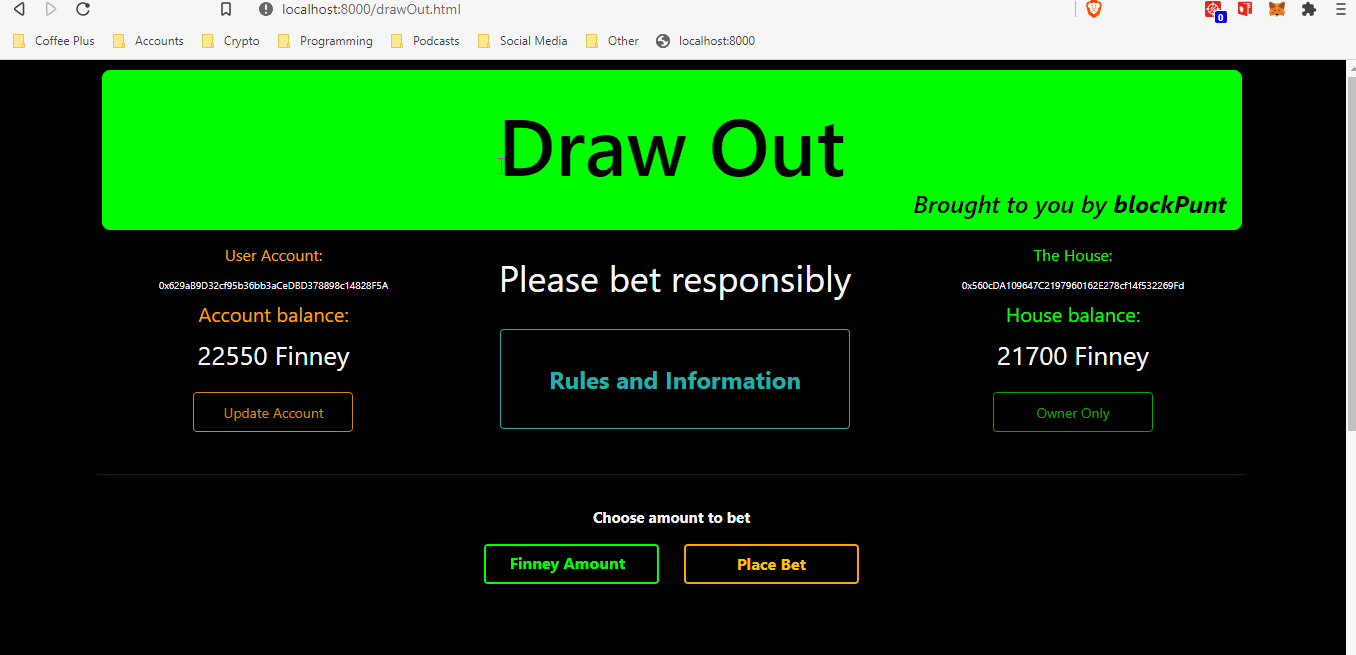 localhost:8000/drawOut.html
0
Coffee Plus Accounts Crypto Programming Podcasts Social Media Other localhost:8000
Draw Out
Brought to you by blockPunt
User Account:
0x629aB9D32cf95b36bb3aCeDBD378898c14828F5A
Account balance:
22550 Finney
Update Account
Please bet responsibly
Rules and Information
The House:
0x560cDA109647C2197960162E278cf14f532269Fd
House balance:
21700 Finney
Owner Only
Choose amount to bet
Finney Amount Place Bet